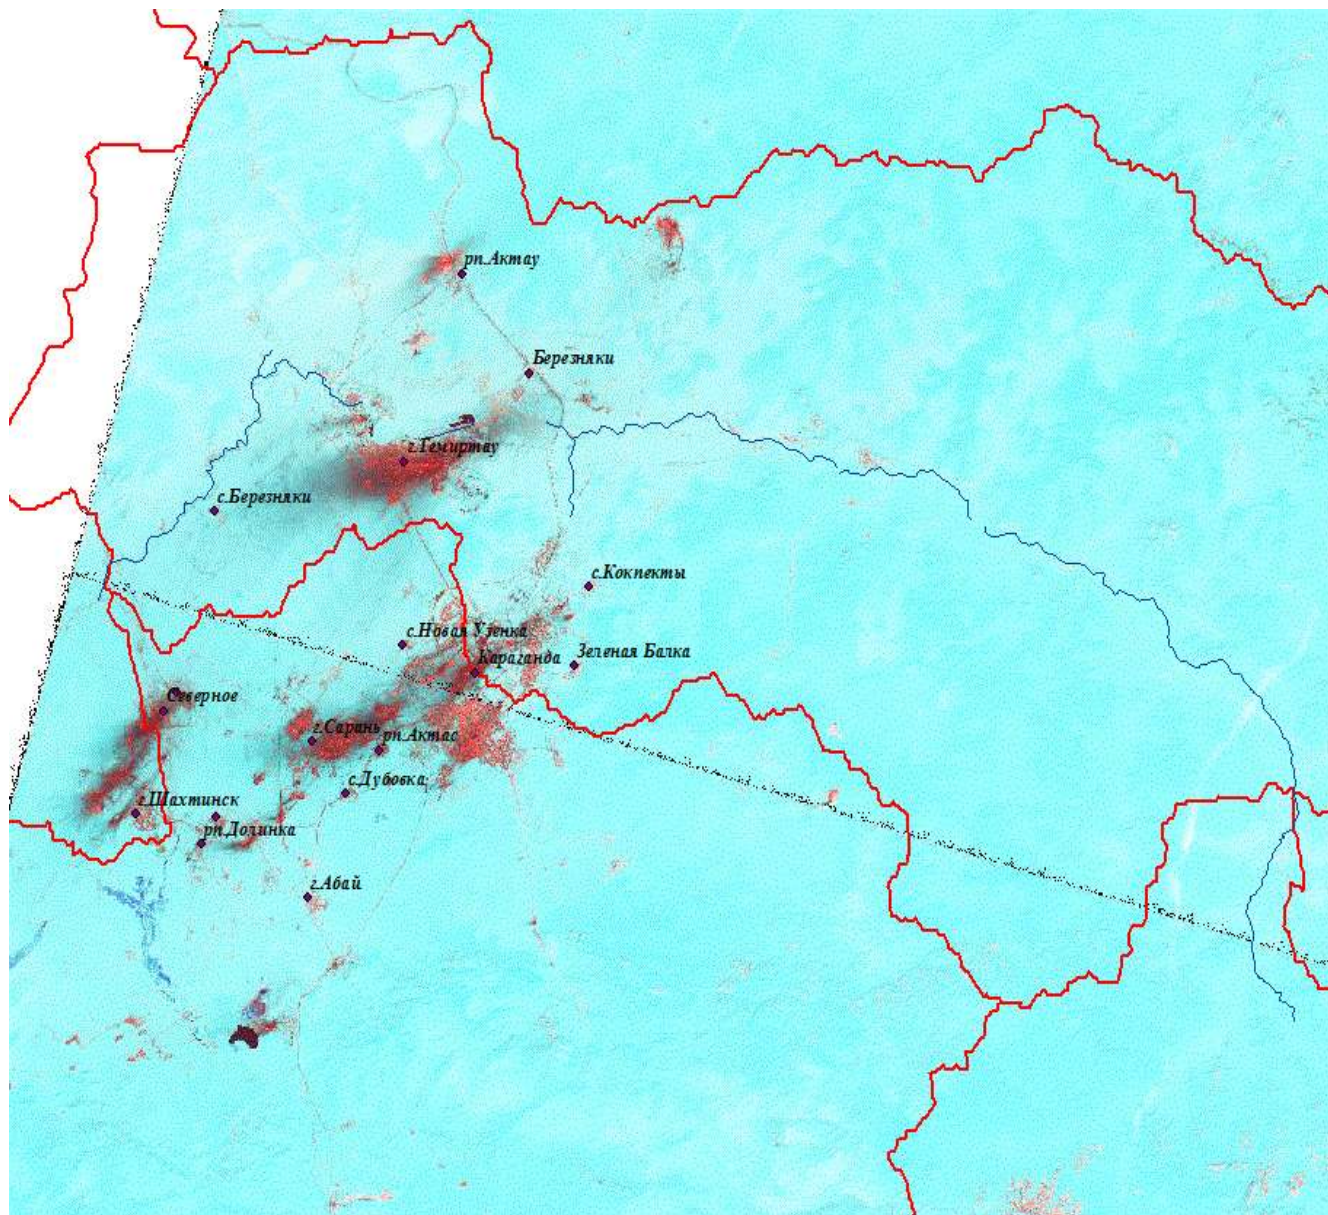 рп.Актау
Березняки
г.Темиртау
с.Березняки
с.Кокпекты
с.Новая Узенка
Зеленая Балка
Караганда
Северное
г.Сарань
рп.Актас
с.Дубовка
г.Шахтинск
рп.Долинка
г.Абай